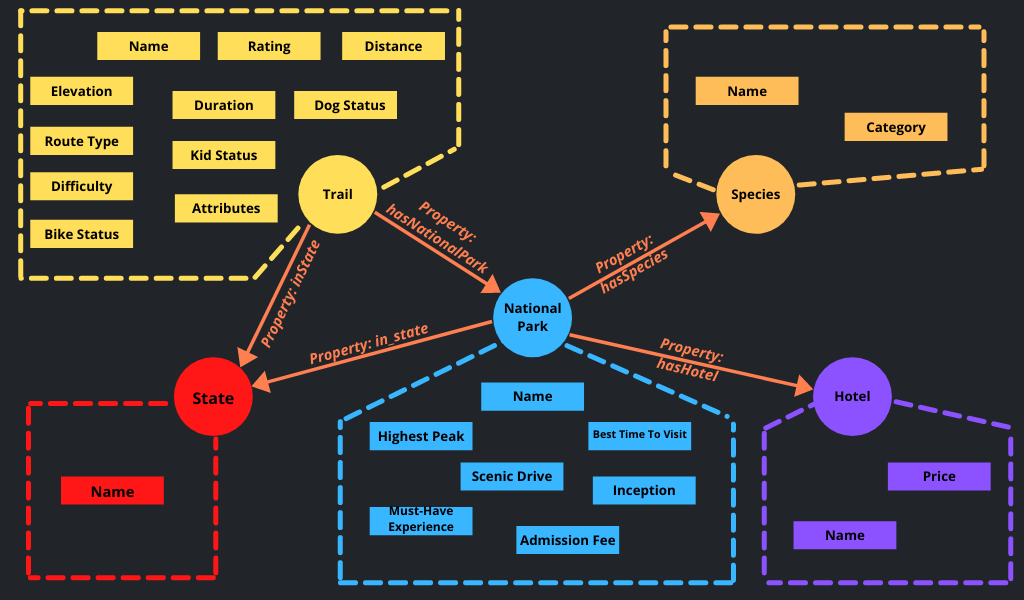 Name
Rating
Distance
Elevation
Duration
Dog Status
Route Type
Kid Status
Difficulty
Attributes
Bike Status
Trail
Name
Category
Species
Property:
hasNationalPark
Property:
hasSpecies
Property: inState
National
Park
Property: in_state
Property:
hasHotel
State
Name
Name
Highest Peak
Best Time To Visit
Scenic Drive
Inception
Must-Have
Experience
Admission Fee
Hotel
Price
Name